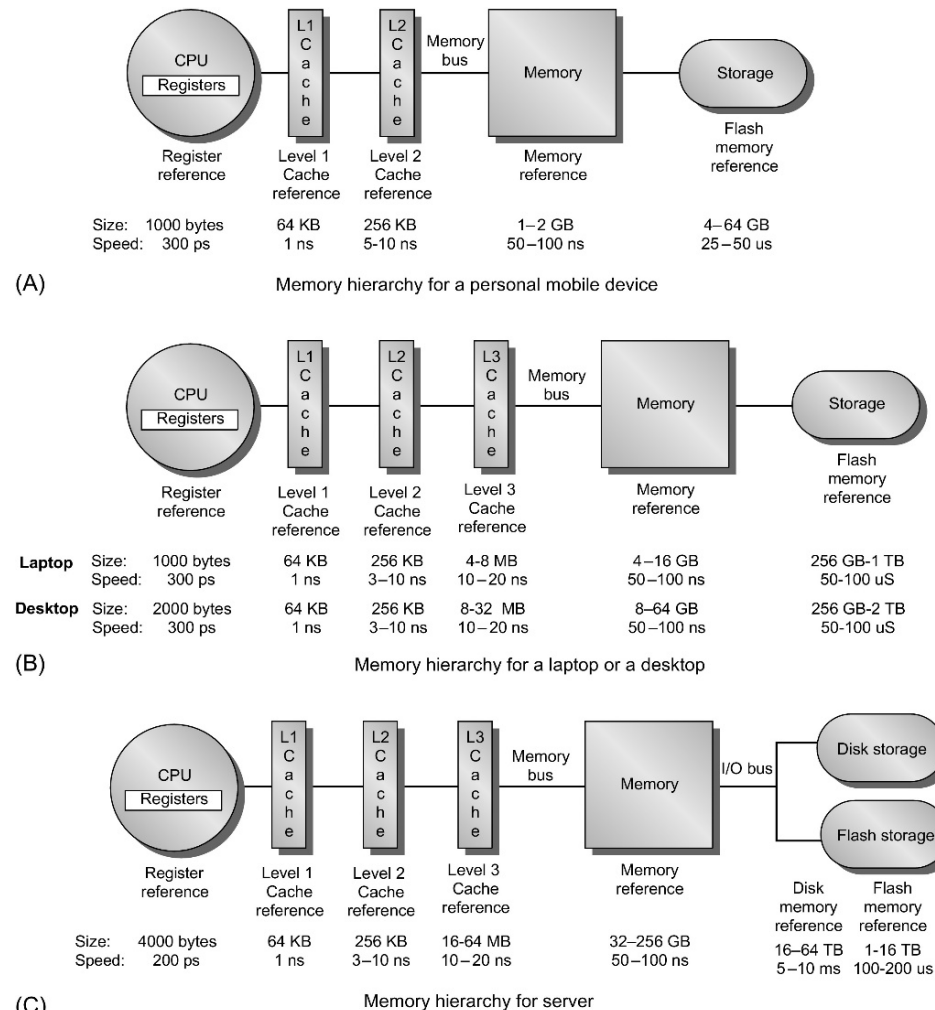 CPU
Registers
L1 Cache
L2 Cache
Memory bus
Memory
Storage
Register reference
Level 1 Cache reference
Level 2 Cache reference
Memory reference
Flash memory reference
Size: 1000 bytes 64 KB 256 KB 1–2 GB 4–64 GB
Speed: 300 ps 1 ns 5-10 ns 50–100 ns 25–50 us
(A) Memory hierarchy for a personal mobile device
CPU
Registers
L1 Cache
L2 Cache
L3 Cache
Memory bus
Memory
Storage
Register reference
Level 1 Cache reference
Level 2 Cache reference
Level 3 Cache reference
Memory reference
Flash memory reference
Laptop Size: 1000 bytes 64 KB 256 KB 4-8 MB 4–16 GB 256 GB-1 TB
Speed: 300 ps 1 ns 3–10 ns 10–20 ns 50–100 ns 50-100 uS
Desktop Size: 2000 bytes 64 KB 256 KB 8-32 MB 8–64 GB 256 GB-2 TB
Speed: 300 ps 1 ns 3–10 ns 10–20 ns 50–100 ns 50-100 uS
(B) Memory hierarchy for a laptop or a desktop
CPU
Registers
L1 Cache
L2 Cache
L3 Cache
Memory bus
Memory
I/O bus
Disk storage
Flash storage
Register reference
Level 1 Cache reference
Level 2 Cache reference
Level 3 Cache reference
Memory reference
Disk memory reference
Flash memory reference
Size: 4000 bytes 64 KB 256 KB 16-64 MB 32–256 GB 16–64 TB 1-16 TB
Speed: 200 ps 1 ns 3–10 ns 10–20 ns 50–100 ns 5–10 ms 100-200 us
(C) Memory hierarchy for server